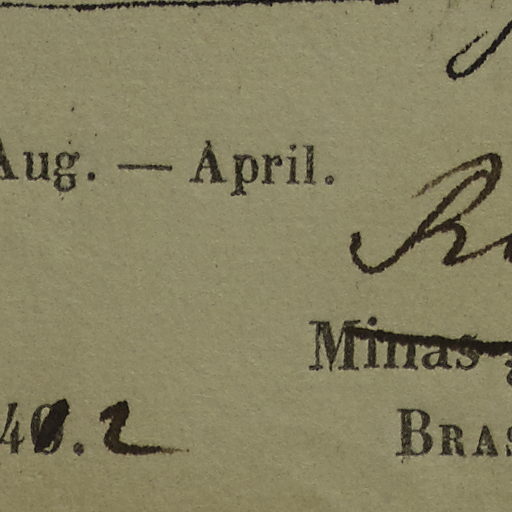 Aug. — April.
Minas
40.2
BRAS